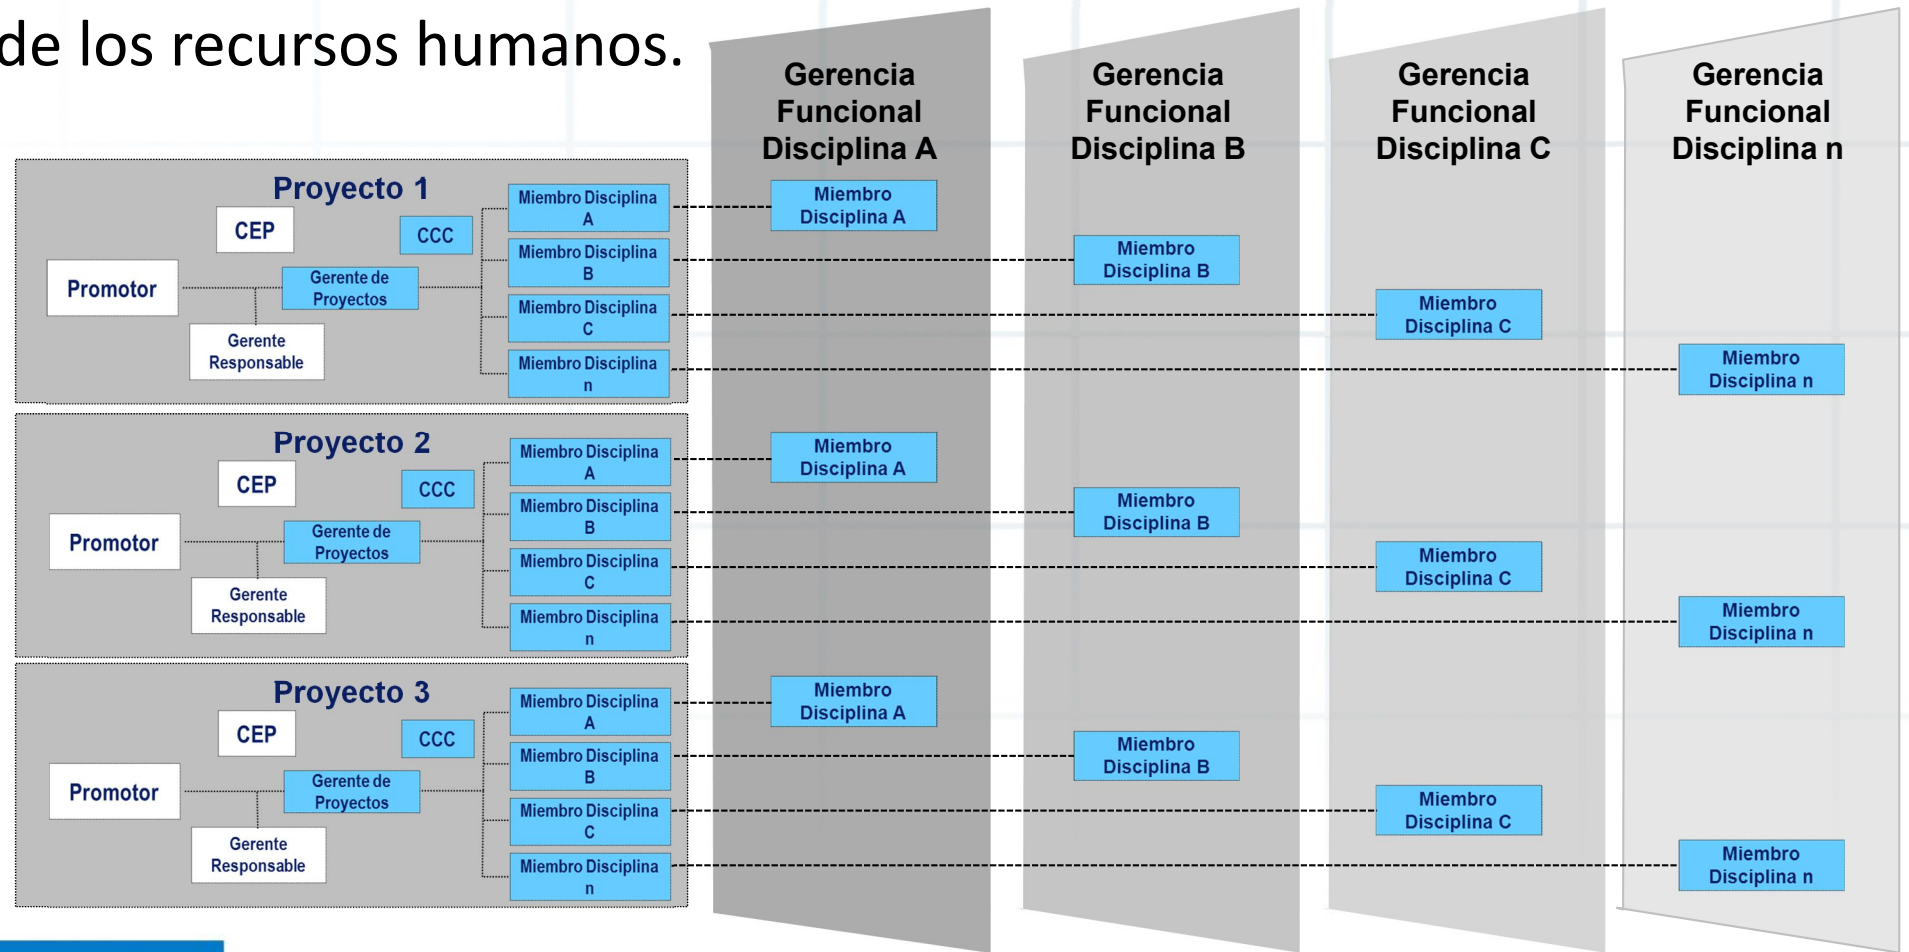 de los recursos humanos.
Gerencia
Funcional
Disciplina A
Gerencia
Funcional
Disciplina B
Gerencia
Funcional
Disciplina C
Gerencia
Funcional
Disciplina n
Proyecto 1
CEP
CCC
Promotor
Gerente de
Proyectos
Gerente
Responsable
Miembro Disciplina
A
Miembro Disciplina
B
Miembro Disciplina
C
Miembro Disciplina
n
Miembro
Disciplina A
Miembro
Disciplina B
Miembro
Disciplina C
Miembro
Disciplina n
Proyecto 2
CEP
CCC
Promotor
Gerente de
Proyectos
Gerente
Responsable
Miembro Disciplina
A
Miembro Disciplina
B
Miembro Disciplina
C
Miembro Disciplina
n
Miembro
Disciplina A
Miembro
Disciplina B
Miembro
Disciplina C
Miembro
Disciplina n
Proyecto 3
CEP
CCC
Promotor
Gerente de
Proyectos
Gerente
Responsable
Miembro Disciplina
A
Miembro Disciplina
B
Miembro Disciplina
C
Miembro Disciplina
n
Miembro
Disciplina A
Miembro
Disciplina B
Miembro
Disciplina C
Miembro
Disciplina n